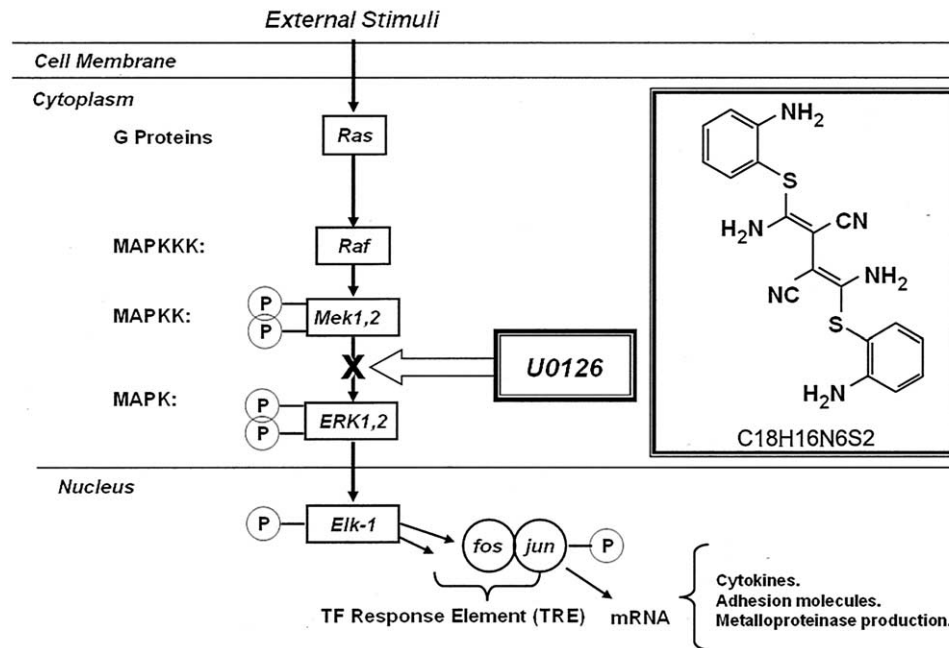 External Stimuli
Cell Membrane
Cytoplasm
G Proteins
Ras
MAPKKK:
Raf
MAPKK:
P
P
Mek1,2
X
U0126
MAPK:
P
P
ERK1,2
NH₂
S
H₂N
CN
NC
NH₂
S
H₂N
C18H16N6S2
Nucleus
P
Elk-1
fos
jun
P
TF Response Element (TRE)
mRNA
Cytokines.
Adhesion molecules.
Metalloproteinase production.